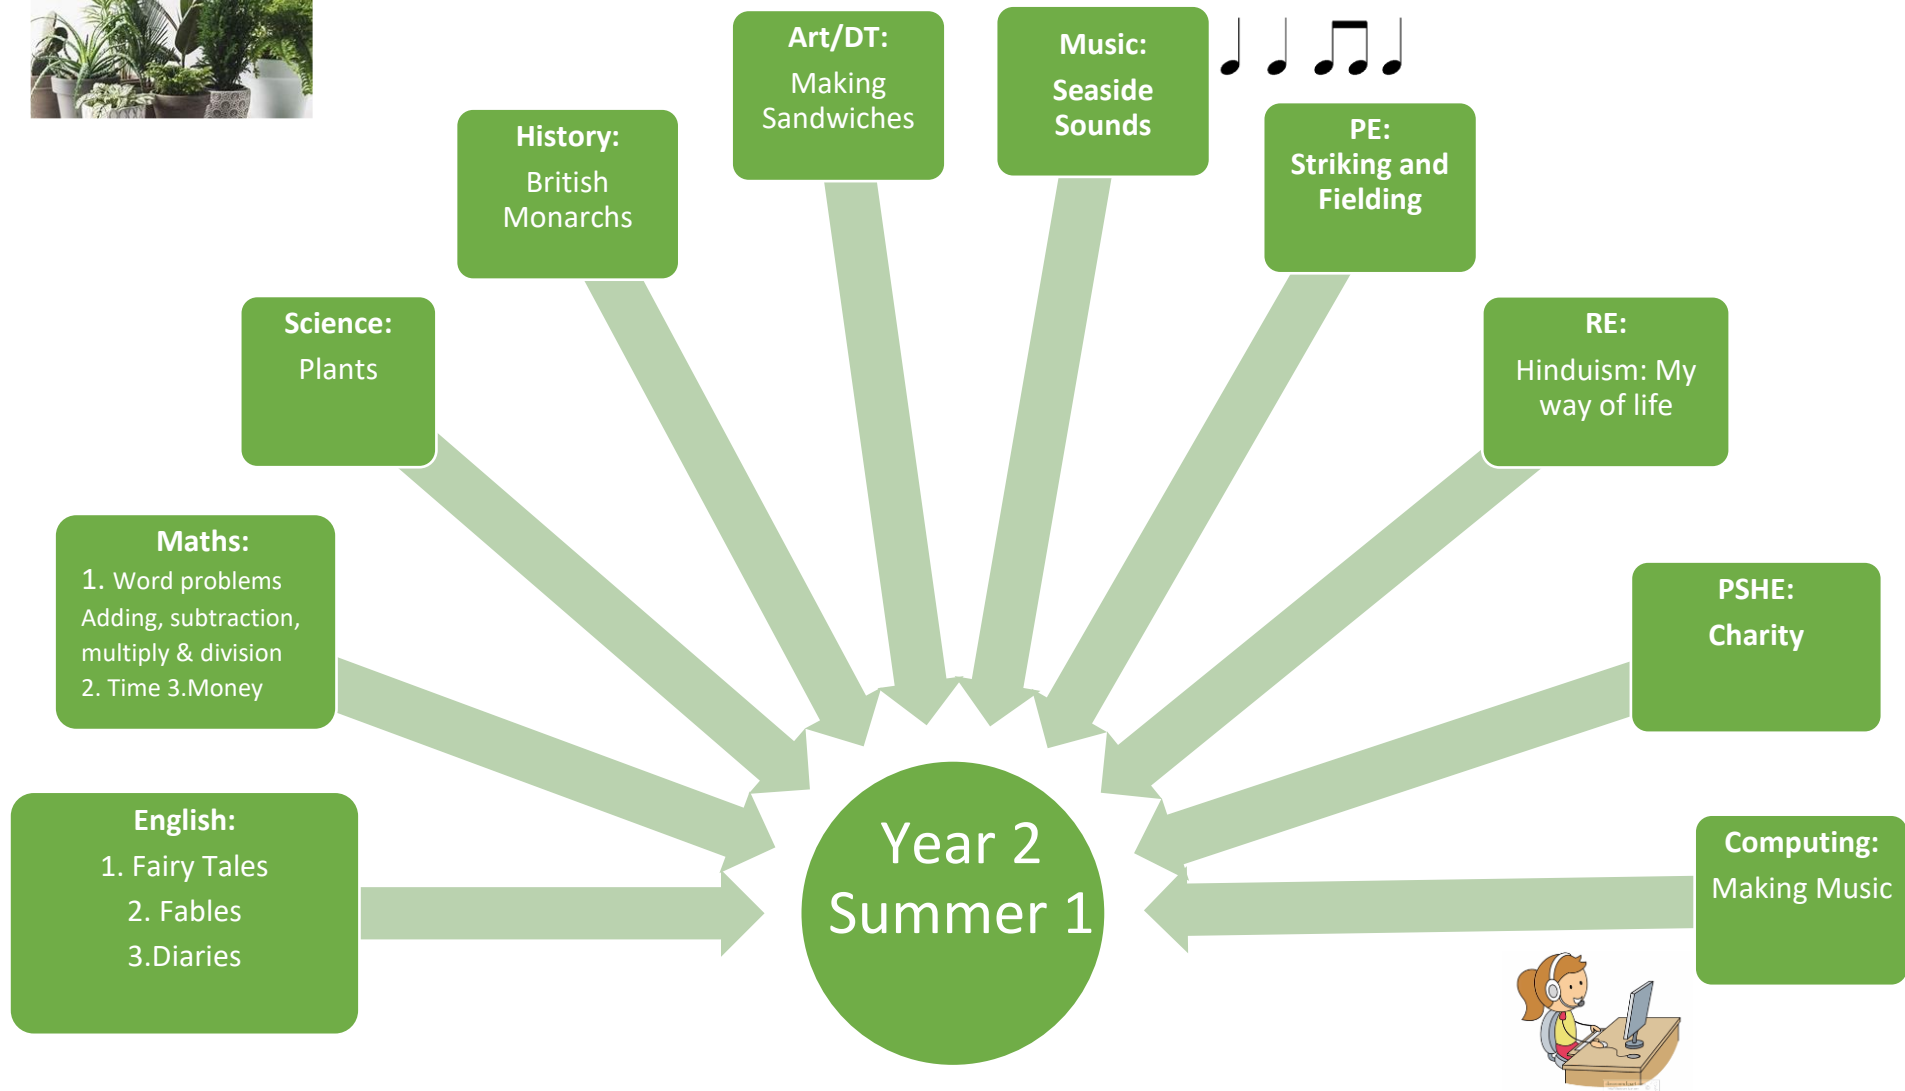 Art/DT:
Making
Sandwiches
Music:
Seaside
Sounds
History:
British
Monarchs
PE:
Striking and
Fielding
Science:
Plants
RE:
Hinduism: My
way of life
Maths:
1. Word problems
Adding, subtraction,
multiply & division
2. Time 3.Money
PSHE:
Charity
English:
1. Fairy Tales
2. Fables
3.Diaries
Year 2
Summer 1
Computing:
Making Music